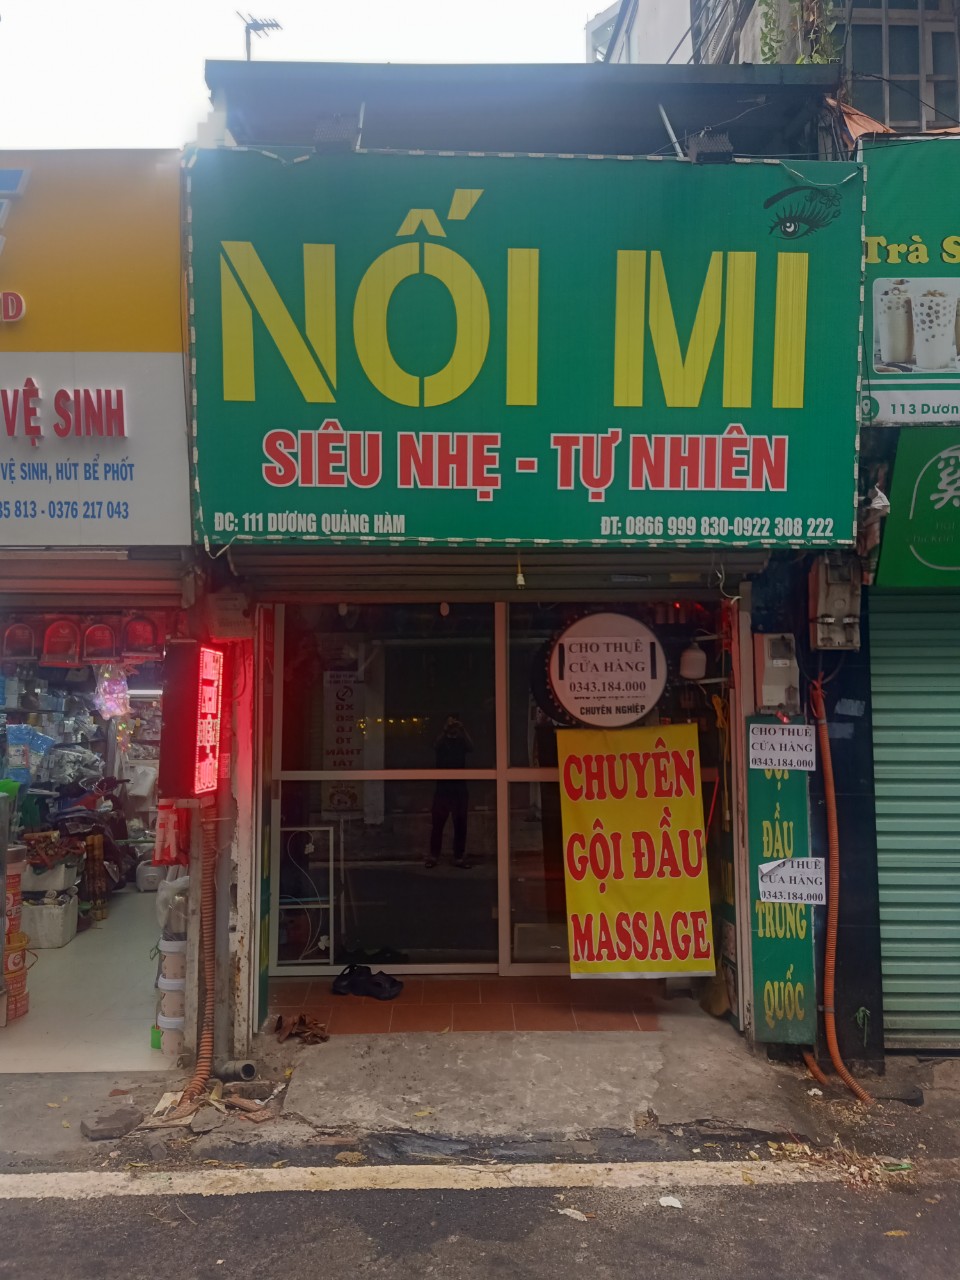 NỐI MI
SIÊU NHẸ - TỰ NHIÊN
ĐC: 111 DƯƠNG QUẢNG HÀM
ĐT: 0866 999 830-0922 308 222
D
VỆ SINH
VỆ SINH, HÚT BỂ PHỐT
85 813 - 0376 217 043
Trà S
113 Dươn
CHO THUÊ
CỬA HÀNG
0343.184.000
CHUYÊN NGHIỆP
CHUYÊN
GỘI ĐẦU
MASSAGE
CHO THUÊ
CỬA HÀNG
0343.184.000
ĐẦU
THUÊ
CỬA HÀNG
0343.184.000
TRUNG
QUỐC